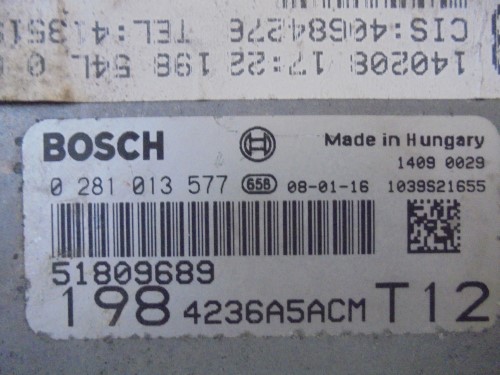 CIS:40684276 TEL:413519
140208 17:22 198 54L 0
BOSCH
Made in Hungary
1409 0029
0 281 013 577 658 08-01-16 1039S21655
51809689
198 4236A5ACM T12